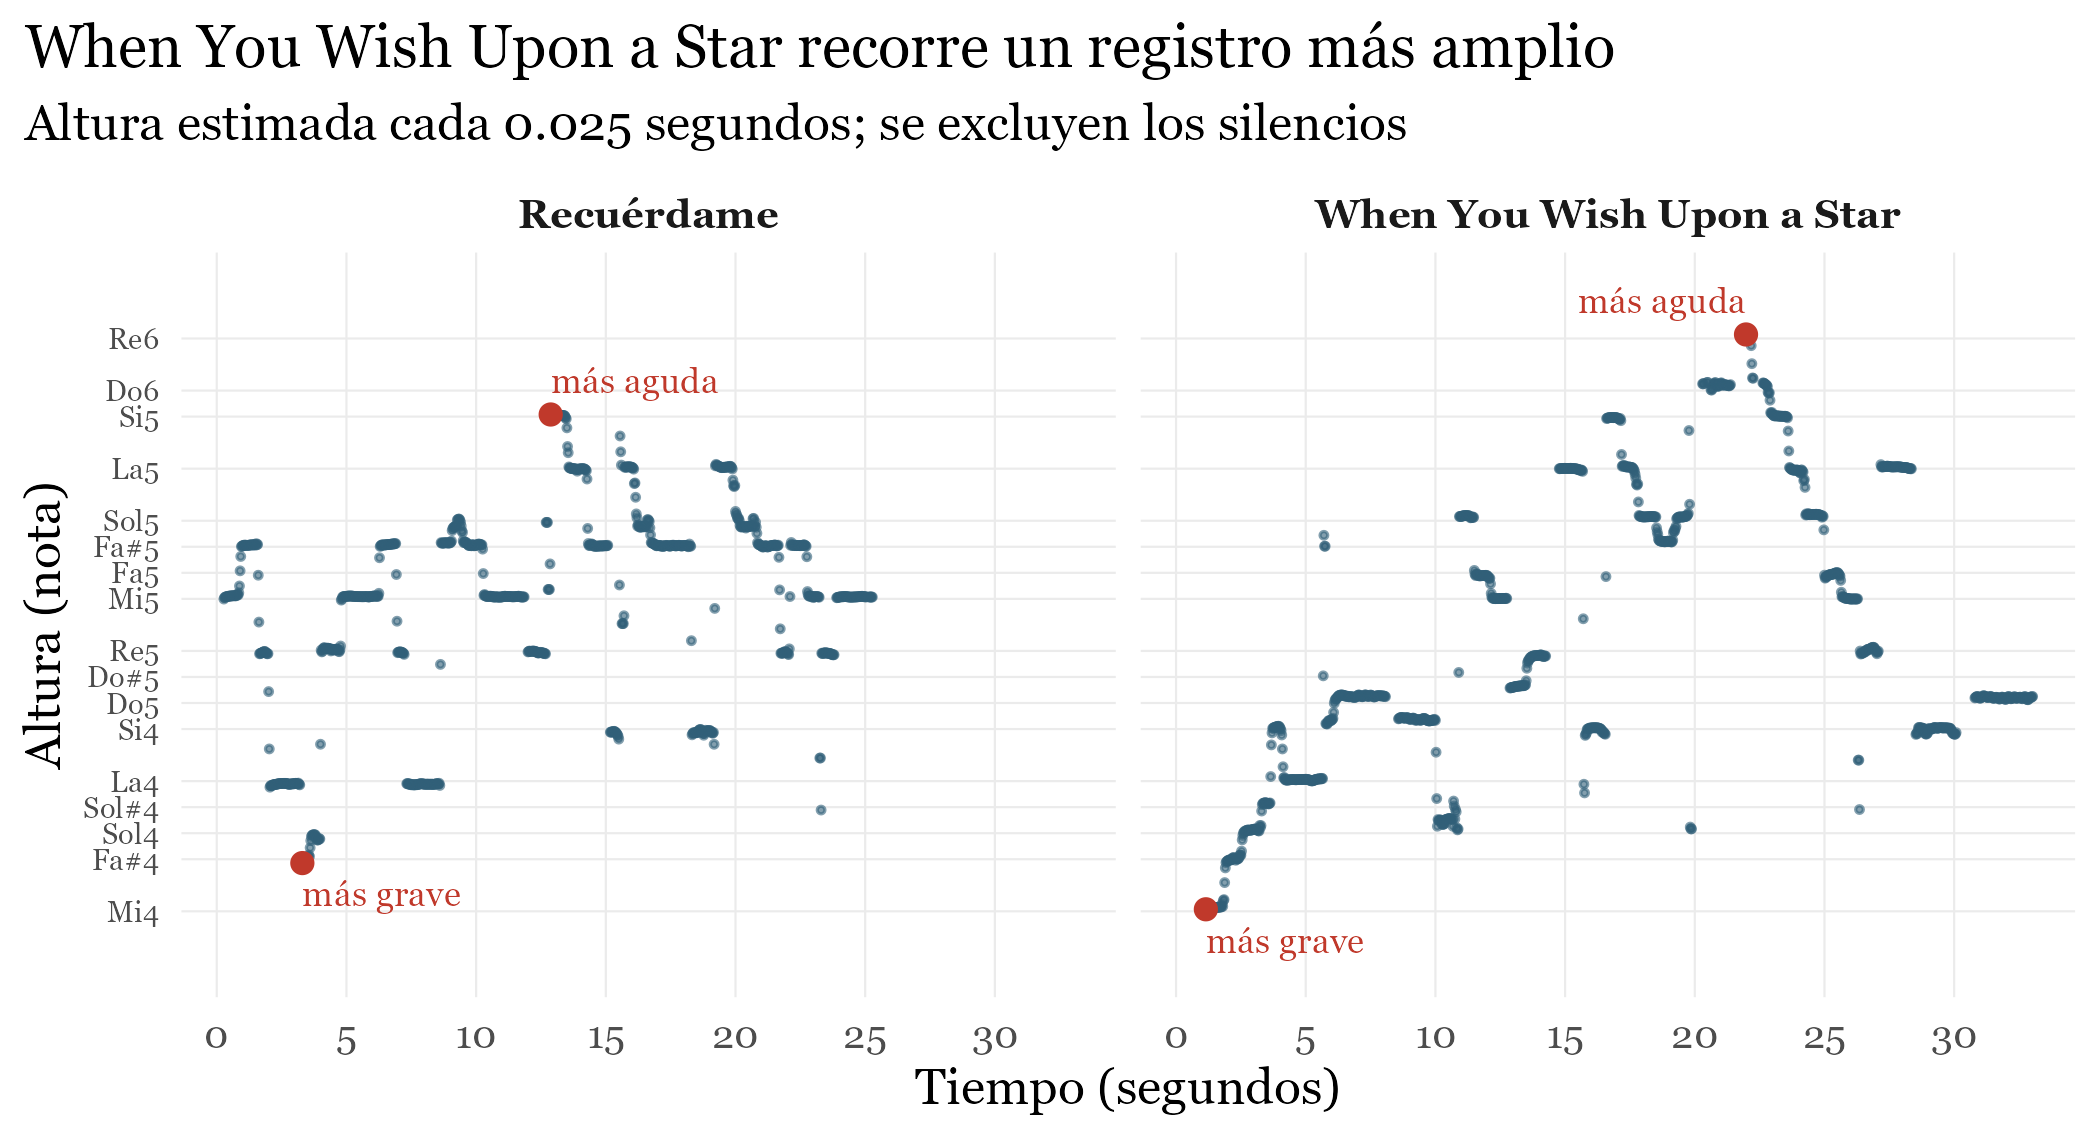 When You Wish Upon a Star recorre un registro más amplio
Altura estimada cada 0.025 segundos; se excluyen los silencios
Recuérdame
When You Wish Upon a Star
Altura (nota)
Re6
Do6
Si5
La5
Sol5
Fa#5
Fa5
Mi5
Re5
Do#5
Do5
Si4
La4
Sol#4
Sol4
Fa#4
Mi4
más aguda
más grave
más aguda
más grave
0 5 10 15 20 25 30
0 5 10 15 20 25 30
Tiempo (segundos)